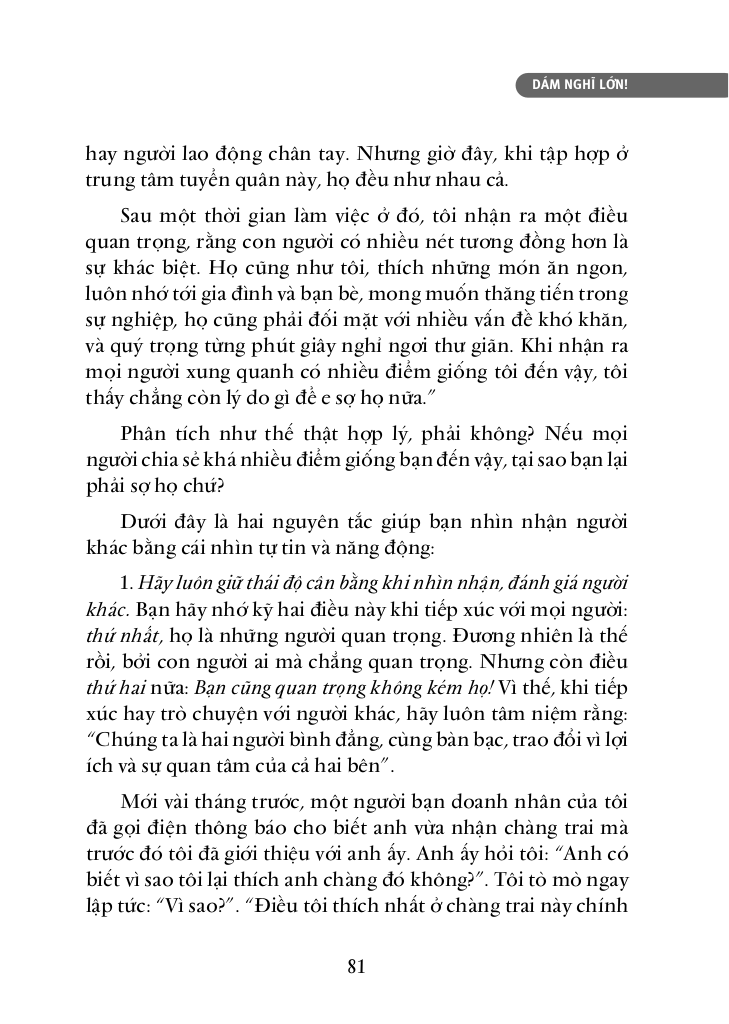 DÁM NGHĨ LỚN!
hay người lao động chân tay. Nhưng giờ đây, khi tập hợp ở
trung tâm tuyển quân này, họ đều như nhau cả.
Sau một thời gian làm việc ở đó, tôi nhận ra một điều
quan trọng, rằng con người có nhiều nét tương đồng hơn là
sự khác biệt. Họ cũng như tôi, thích những món ăn ngon,
luôn nhớ tới gia đình và bạn bè, mong muốn thăng tiến trong
sự nghiệp, họ cũng phải đối mặt với nhiều vấn đề khó khăn,
và quý trọng từng phút giây nghỉ ngơi thư giãn. Khi nhận ra
mọi người xung quanh có nhiều điểm giống tôi đến vậy, tôi
thấy chẳng còn lý do gì để e sợ họ nữa.”
Phân tích như thế thật hợp lý, phải không? Nếu mọi
người chia sẻ khá nhiều điểm giống bạn đến vậy, tại sao bạn lại
phải sợ họ chứ?
Dưới đây là hai nguyên tắc giúp bạn nhìn nhận người
khác bằng cái nhìn tự tin và năng động:
1. Hãy luôn giữ thái độ cân bằng khi nhìn nhận, đánh giá người
khác. Bạn hãy nhớ kỹ hai điều này khi tiếp xúc với mọi người:
thứ nhất, họ là những người quan trọng. Đương nhiên là thế
rồi, bởi con người ai mà chẳng quan trọng. Nhưng còn điều
thứ hai nữa: Bạn cũng quan trọng không kém họ! Vì thế, khi tiếp
xúc hay trò chuyện với người khác, hãy luôn tâm niệm rằng:
“Chúng ta là hai người bình đẳng, cùng bàn bạc, trao đổi vì lợi
ích và sự quan tâm của cả hai bên”.
Mới vài tháng trước, một người bạn doanh nhân của tôi
đã gọi điện thông báo cho biết anh vừa nhận chàng trai mà
trước đó tôi đã giới thiệu với anh ấy. Anh ấy hỏi tôi: “Anh có
biết vì sao tôi lại thích anh chàng đó không?”. Tôi tò mò ngay
lập tức: “Vì sao?”. “Điều tôi thích nhất ở chàng trai này chính
81